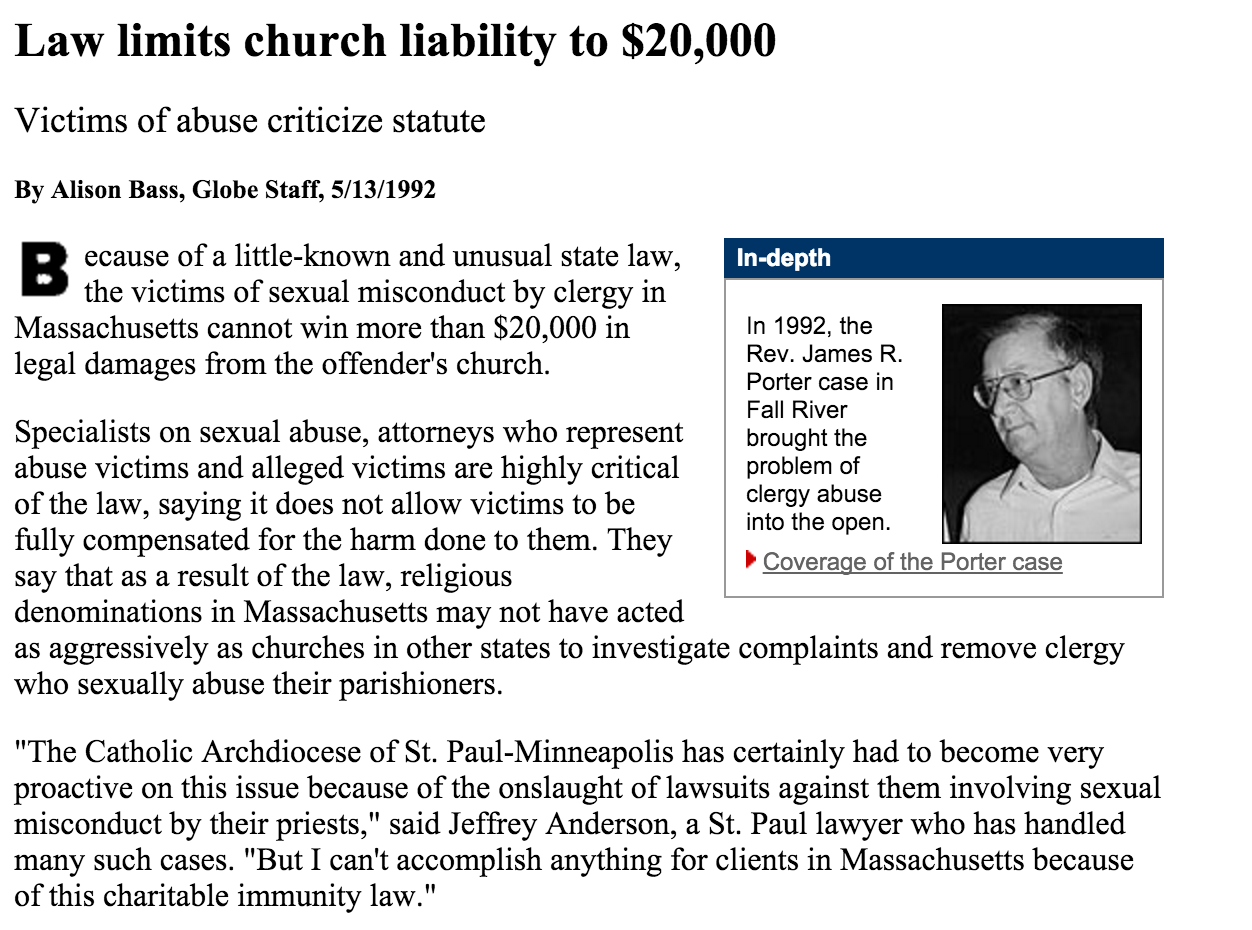 Law limits church liability to $20,000
Victims of abuse criticize statute
By Alison Bass, Globe Staff, 5/13/1992
Because of a little-known and unusual state law,
the victims of sexual misconduct by clergy in
Massachusetts cannot win more than $20,000 in
legal damages from the offender's church.
Specialists on sexual abuse, attorneys who represent
abuse victims and alleged victims are highly critical
of the law, saying it does not allow victims to be
fully compensated for the harm done to them. They
say that as a result of the law, religious
denominations in Massachusetts may not have acted
as aggressively as churches in other states to investigate complaints and remove clergy
who sexually abuse their parishioners.
"The Catholic Archdiocese of St. Paul-Minneapolis has certainly had to become very
proactive on this issue because of the onslaught of lawsuits against them involving sexual
misconduct by their priests," said Jeffrey Anderson, a St. Paul lawyer who has handled
many such cases. "But I can't accomplish anything for clients in Massachusetts because
of this charitable immunity law."
In-depth
In 1992, the
Rev. James R.
Porter case in
Fall River
brought the
problem of
clergy abuse
into the open.
Coverage of the Porter case